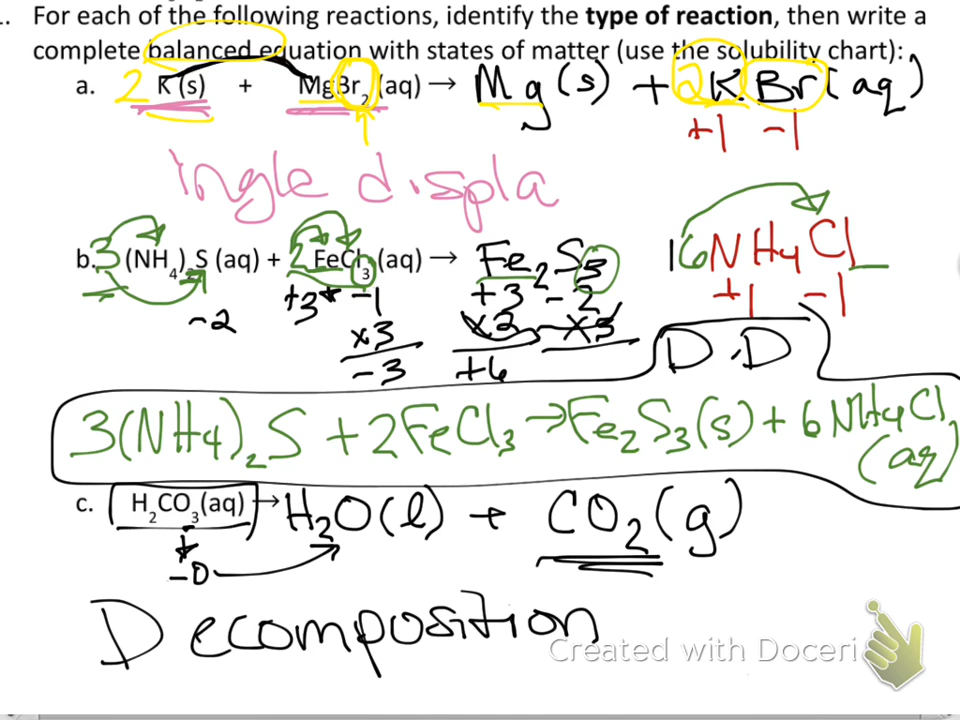 1. For each of the following reactions, identify the type of reaction, then write a
complete balanced equation with states of matter (use the solubility chart):
a. 2 K (s) + MgBr₂ (aq) → Mg (s) + 2K Br (aq)
+1 -1
ingle displa
b. 3 (NH₄)₂S (aq) + 2 FeCl₃ (aq) → Fe₂S₃ 6NH4Cl
-2 +3 -1 +3 -2 +1 -1
x3 x2 x3
-3 +6 D.D
3(NH4)₂S + 2FeCl₃ → Fe₂S₃(s) + 6NH4Cl
(aq)
c. H₂CO₃ (aq) → H₂O(l) + CO₂(g)
-O
Decomposition
Created with Doceri